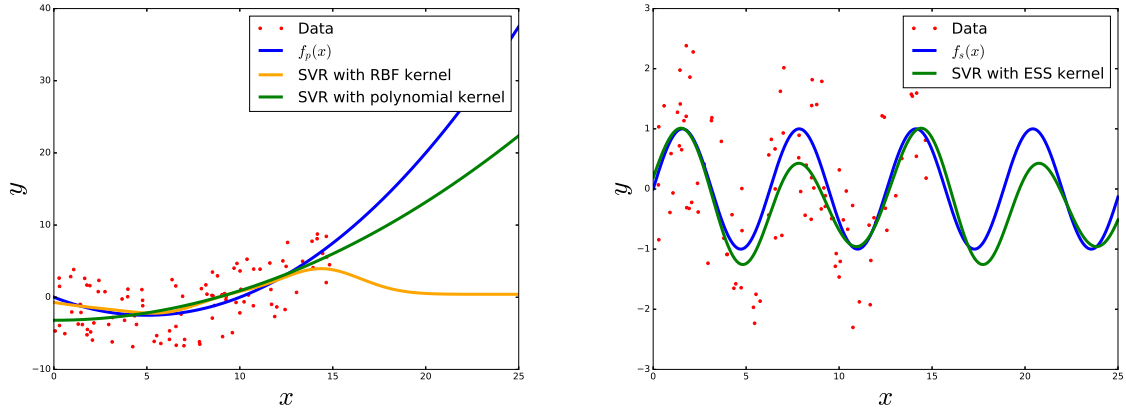 40
30
20
10
0
−10
0 5 10 15 20 25
x
y
Data
f_p(x)
SVR with RBF kernel
SVR with polynomial kernel
3
2
1
0
−1
−2
−3
0 5 10 15 20 25
x
y
Data
f_s(x)
SVR with ESS kernel